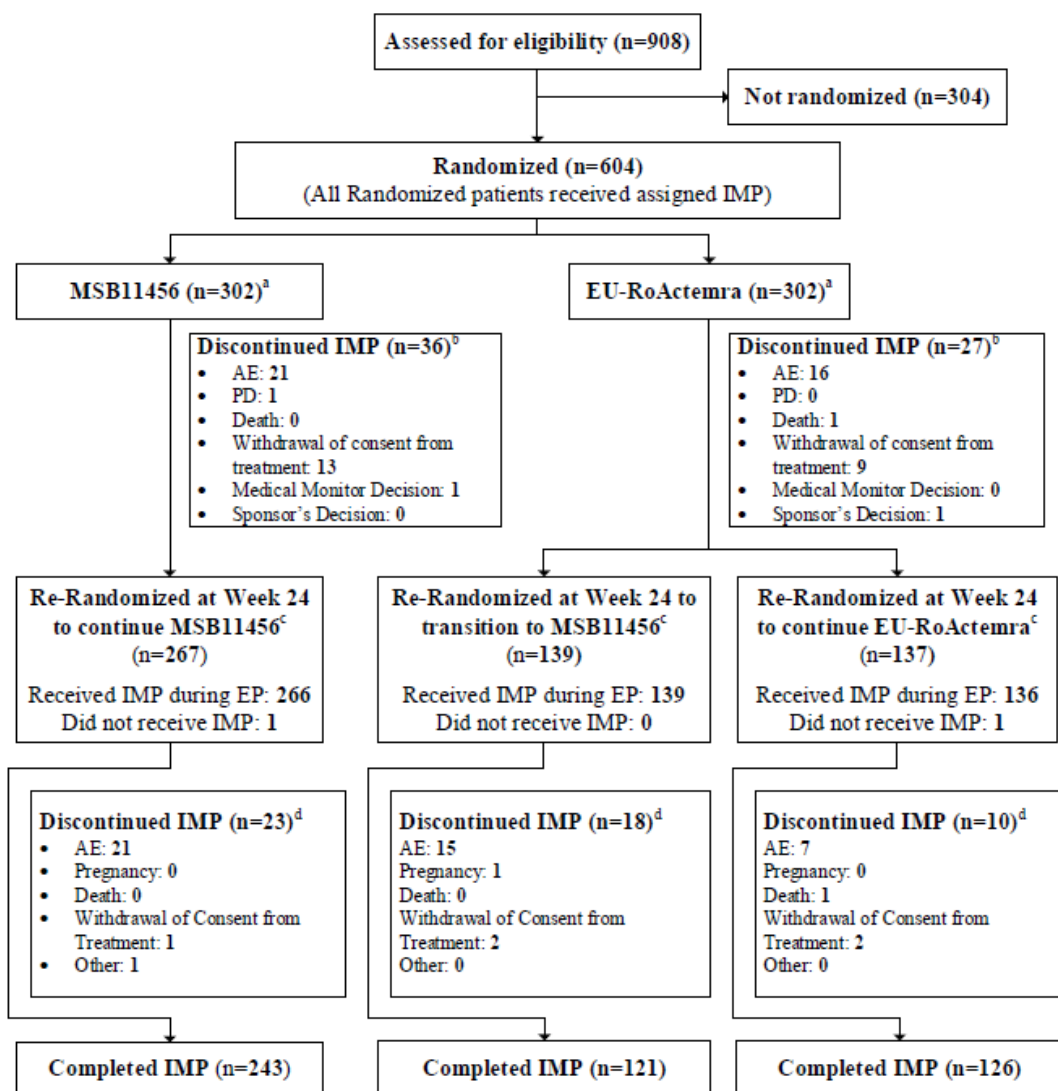 Assessed for eligibility (n=908)
Not randomized (n=304)
Randomized (n=604)
(All Randomized patients received assigned IMP)
MSB11456 (n=302)a
EU-RoActemra (n=302)a
Discontinued IMP (n=36)b
• AE: 21
• PD: 1
• Death: 0
• Withdrawal of consent from
treatment: 13
• Medical Monitor Decision: 1
• Sponsor's Decision: 0
Discontinued IMP (n=27)b
• AE: 16
• PD: 0
• Death: 1
• Withdrawal of consent from
treatment: 9
• Medical Monitor Decision: 0
• Sponsor's Decision: 1
Re-Randomized at Week 24
to continue MSB11456c
(n=267)
Received IMP during EP: 266
Did not receive IMP: 1
Re-Randomized at Week 24 to
transition to MSB11456c
(n=139)
Received IMP during EP: 139
Did not receive IMP: 0
Re-Randomized at Week 24
to continue EU-RoActemrac
(n=137)
Received IMP during EP: 136
Did not receive IMP: 1
Discontinued IMP (n=23)d
• AE: 21
• Pregnancy: 0
• Death: 0
• Withdrawal of Consent from
Treatment: 1
• Other: 1
Discontinued IMP (n=18)d
AE: 15
Pregnancy: 1
Death: 0
Withdrawal of Consent from
Treatment: 2
Other: 0
Discontinued IMP (n=10)d
AE: 7
Pregnancy: 0
Death: 1
Withdrawal of Consent from
Treatment: 2
Other: 0
Completed IMP (n=243)
Completed IMP (n=121)
Completed IMP (n=126)